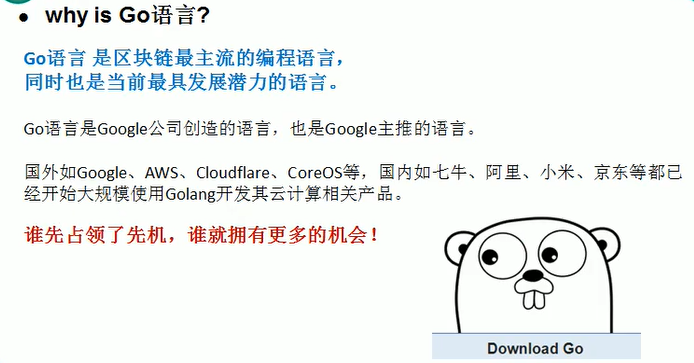 ● why is Go语言?
Go语言 是区块链最主流的编程语言，
同时也是当前最具发展潜力的语言。
Go语言是Google公司创造的语言，也是Google主推的语言。
国外如Google、AWS、Cloudflare、CoreOS等，国内如七牛、阿里、小米、京东等都已
经开始大规模使用Golang开发其云计算相关产品。
谁先占领了先机，谁就拥有更多的机会！
Download Go